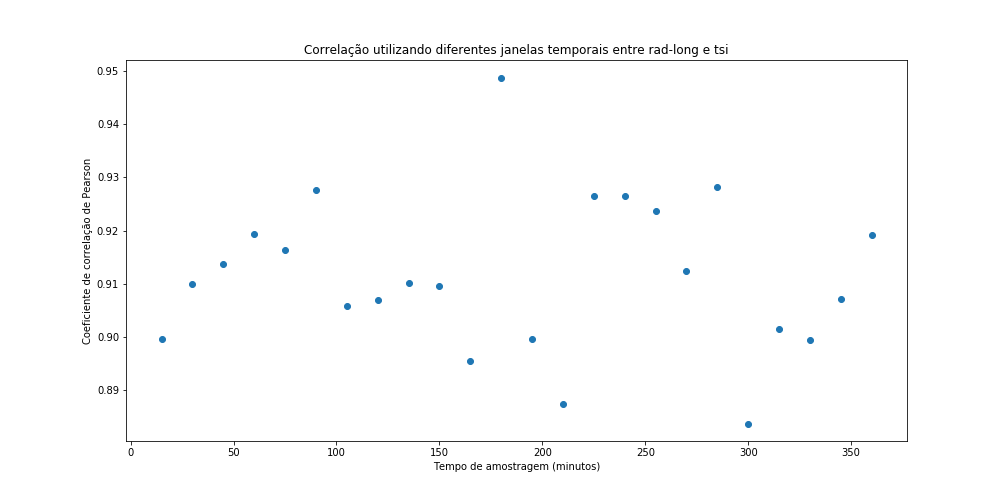 Correlação utilizando diferentes janelas temporais entre rad-long e tsi
Coeficiente de correlação de Pearson
0.95
0.94
0.93
0.92
0.91
0.90
0.89
0 50 100 150 200 250 300 350
Tempo de amostragem (minutos)